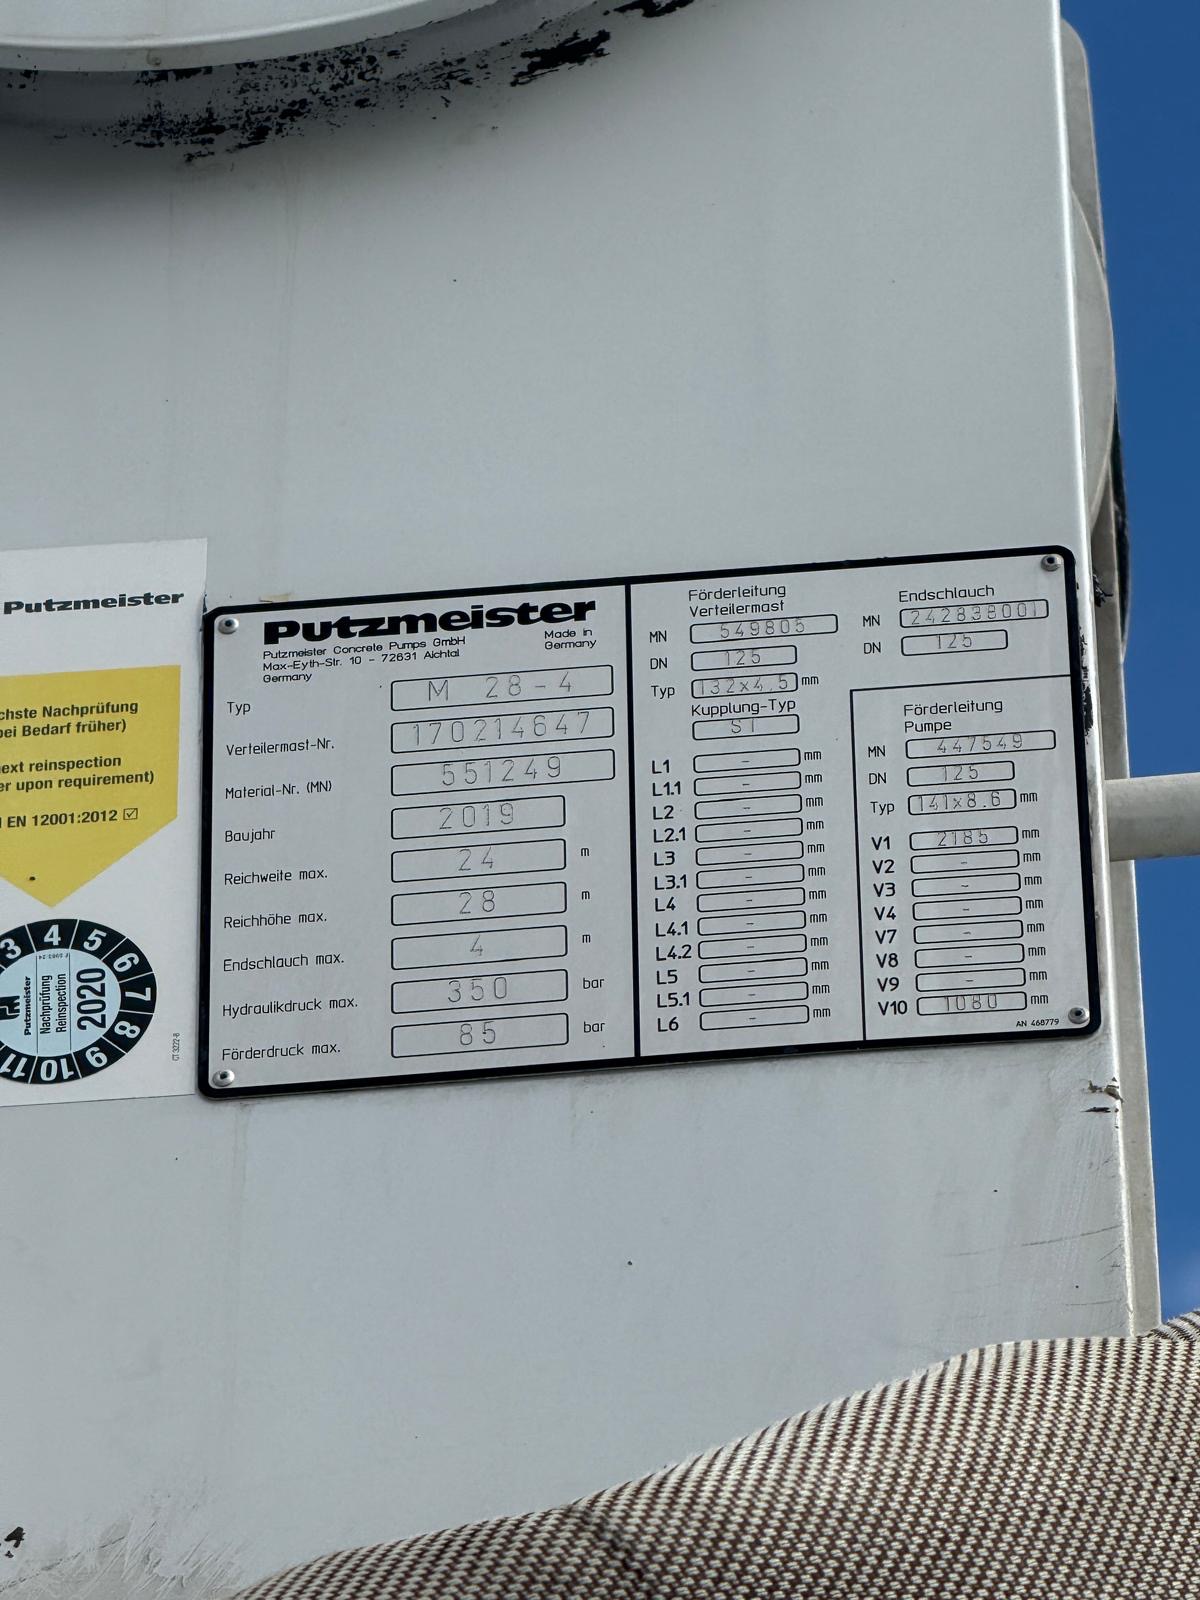 Putzmeister
chste Nachprüfung
bei Bedarf früher)
ext reinspection
er upon requirement)
EN 12001:2012 ☑
3 4 5 6 7 8 9 10 11
Putzmeister
Nachprüfung
Reinspection
2020
Putzmeister
Putzmeister Concrete Pumps GmbH
Max-Eyth-Str. 10 - 72631 Aichtal
Germany
Made in
Germany
Typ M 28-4
Verteilermast-Nr. 170214647
Material-Nr. (MN) 551249
Baujahr 2019
Reichweite max. 24 m
Reichhöhe max. 28 m
Endschlauch max. 4 m
Hydraulikdruck max. 350 bar
Förderdruck max. 85 bar
Förderleitung
Verteilermast
MN 549805
DN 125
Typ 132x4.5 mm
Kupplung-Typ
ST
L1 - mm
L1.1 - mm
L2 - mm
L2.1 - mm
L3 - mm
L3.1 - mm
L4 - mm
L4.1 - mm
L4.2 - mm
L5 - mm
L5.1 - mm
L6 - mm
Endschlauch
MN 242838001
DN 125
Förderleitung
Pumpe
MN 447549
DN 125
Typ 141x8.6 mm
V1 2185 mm
V2 - mm
V3 - mm
V4 - mm
V7 - mm
V8 - mm
V9 - mm
V10 1080 mm
AN 468779